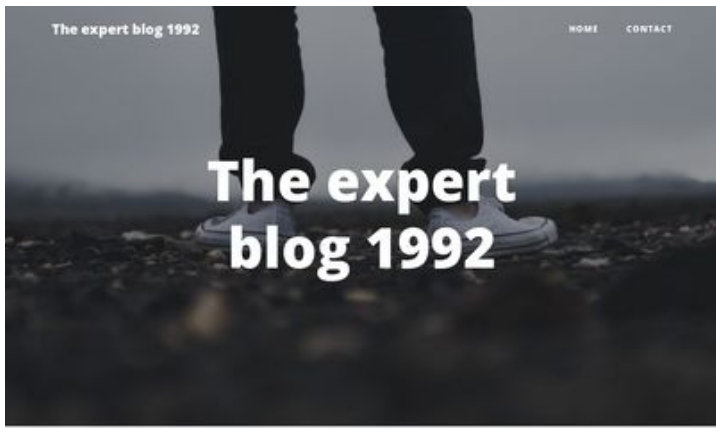 The expert blog 1992
HOME
CONTACT
The expert
blog 1992